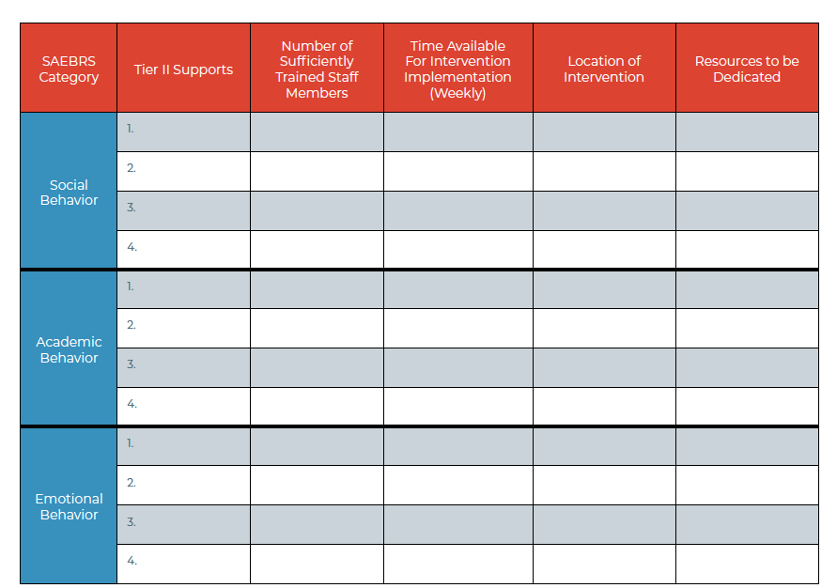 SAEBRS
Category
Tier II Supports
Number of
Sufficiently
Trained Staff
Members
Time Available
For Intervention
Implementation
(Weekly)
Location of
Intervention
Resources to be
Dedicated
Social
Behavior
1.
2.
3.
4.
Academic
Behavior
1.
2.
3.
4.
Emotional
Behavior
1.
2.
3.
4.